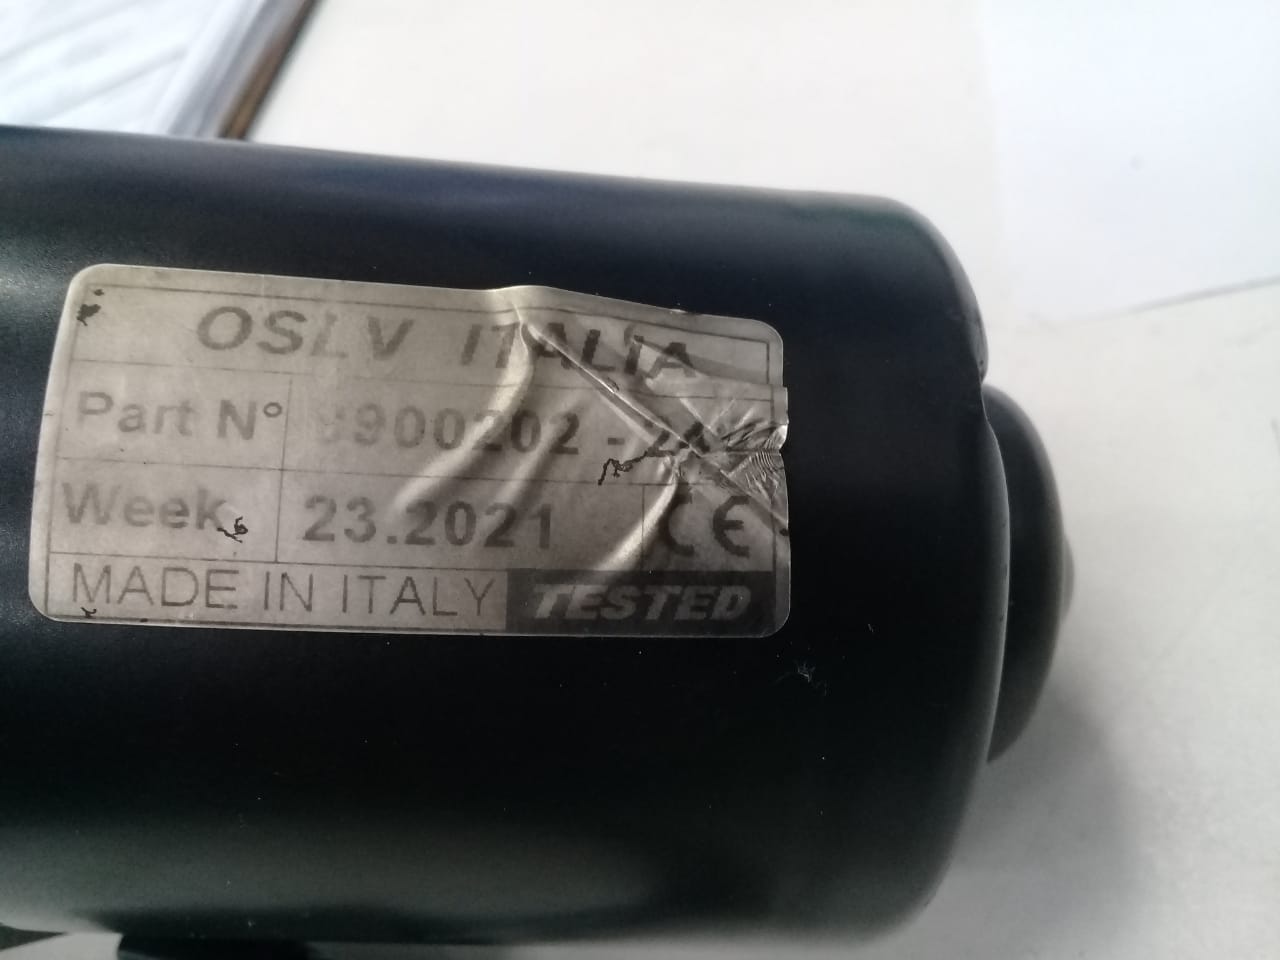 OSLV ITALIA
Part N° 900202 -
Week 23.2021 CE
MADE IN ITALY TESTED